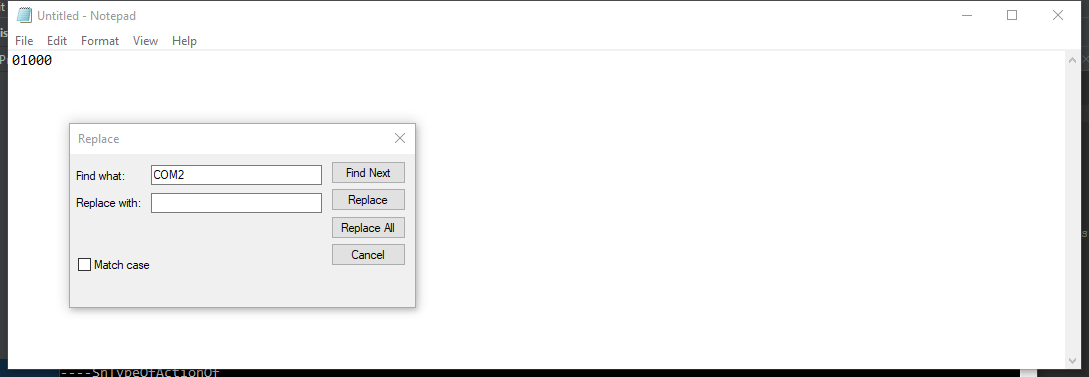 Untitled - Notepad
File Edit Format View Help
01000
Replace
Find what: COM2 Find Next
Replace with: Replace
Replace All
Cancel
Match case
----SnTypeOfActionOf